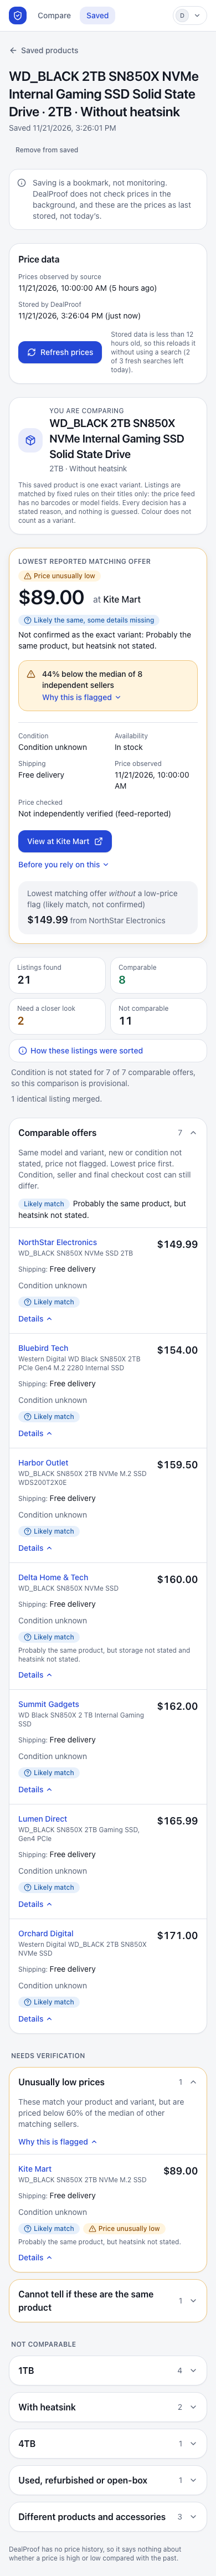 Compare
Saved
D
Saved products
WD_BLACK 2TB SN850X NVMe
Internal Gaming SSD Solid State
Drive · 2TB · Without heatsink
Saved 11/21/2026, 3:26:01 PM
Remove from saved
Saving is a bookmark, not monitoring.
DealProof does not check prices in the
background, and these are the prices as last
stored, not today's.
Price data
Prices observed by source
11/21/2026, 10:00:00 AM (5 hours ago)
Stored by DealProof
11/21/2026, 3:26:04 PM (just now)
Refresh prices
Stored data is less than 12
hours old, so this reloads it
without using a search (2
of 3 fresh searches left
today).
YOU ARE COMPARING
WD_BLACK 2TB SN850X
NVMe Internal Gaming SSD
Solid State Drive
2TB · Without heatsink
This saved product is one exact variant. Listings are
matched by fixed rules on their titles only: the price feed
has no barcodes or model fields. Every decision has a
stated reason, and nothing is guessed. Colour does not
count as a variant.
LOWEST REPORTED MATCHING OFFER
Price unusually low
$89.00 at Kite Mart
Likely the same, some details missing
Not confirmed as the exact variant: Probably the
same product, but heatsink not stated.
44% below the median of 8
independent sellers
Why this is flagged
Condition
Condition unknown
Availability
In stock
Shipping
Free delivery
Price observed
11/21/2026, 10:00:00
AM
Price checked
Not independently verified (feed-reported)
View at Kite Mart
Before you rely on this
Lowest matching offer without a low-price
flag (likely match, not confirmed)
$149.99 from NorthStar Electronics
Listings found
21
Comparable
8
Need a closer look
2
Not comparable
11
How these listings were sorted
Condition is not stated for 7 of 7 comparable offers,
so this comparison is provisional.
1 identical listing merged.
Comparable offers
7
Same model and variant, new or condition not
stated, price not flagged. Lowest price first.
Condition, seller and final checkout cost can still
differ.
Likely match Probably the same product, but
heatsink not stated.
NorthStar Electronics
$149.99
WD_BLACK SN850X NVMe SSD 2TB
Shipping: Free delivery
Condition unknown
Likely match
Details
Bluebird Tech
$154.00
Western Digital WD Black SN850X 2TB
PCIe Gen4 M.2 2280 Internal SSD
Shipping: Free delivery
Condition unknown
Likely match
Details
Harbor Outlet
$159.50
WD_BLACK SN850X 2TB NVMe M.2 SSD
WDS200T2X0E
Shipping: Free delivery
Condition unknown
Likely match
Details
Delta Home & Tech
$160.00
WD_BLACK SN850X NVMe SSD
Shipping: Free delivery
Condition unknown
Likely match
Probably the same product, but storage not stated and
heatsink not stated.
Details
Summit Gadgets
$162.00
WD Black SN850X 2 TB Internal Gaming
SSD
Shipping: Free delivery
Condition unknown
Likely match
Details
Lumen Direct
$165.99
WD_BLACK SN850X 2TB Gaming SSD,
Gen4 PCIe
Shipping: Free delivery
Condition unknown
Likely match
Details
Orchard Digital
$171.00
Western Digital WD_BLACK 2TB SN850X
NVMe SSD
Shipping: Free delivery
Condition unknown
Likely match
Details
NEEDS VERIFICATION
Unusually low prices
1
These match your product and variant, but are
priced below 60% of the median of other
matching sellers.
Why this is flagged
Kite Mart
$89.00
WD_BLACK SN850X 2TB NVMe M.2 SSD
Shipping: Free delivery
Condition unknown
Likely match
Price unusually low
Probably the same product, but heatsink not stated.
Details
Cannot tell if these are the same
product
1
NOT COMPARABLE
1TB
4
With heatsink
2
4TB
1
Used, refurbished or open-box
1
Different products and accessories
3
DealProof has no price history, so it says nothing about
whether a price is high or low compared with the past.